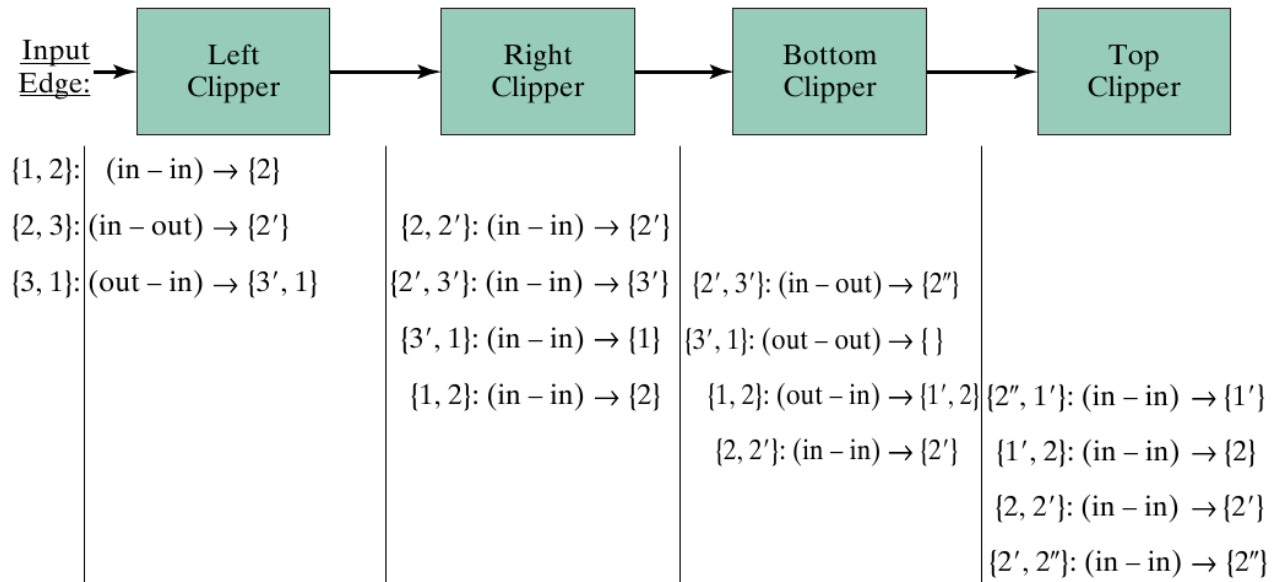 Input
Edge:
Left
Clipper
Right
Clipper
Bottom
Clipper
Top
Clipper
{1, 2}: (in – in) → {2}
{2, 3}: (in – out) → {2′} {2, 2′}: (in – in) → {2′}
{3, 1}: (out – in) → {3′, 1} {2′, 3′}: (in – in) → {3′} {2′, 3′}: (in – out) → {2″}
{3′, 1}: (in – in) → {1} {3′, 1}: (out – out) → { }
{1, 2}: (in – in) → {2} {1, 2}: (out – in) → {1′, 2} {2″, 1′}: (in – in) → {1′}
{2, 2′}: (in – in) → {2′} {1′, 2}: (in – in) → {2}
{2, 2′}: (in – in) → {2′}
{2′, 2″}: (in – in) → {2″}